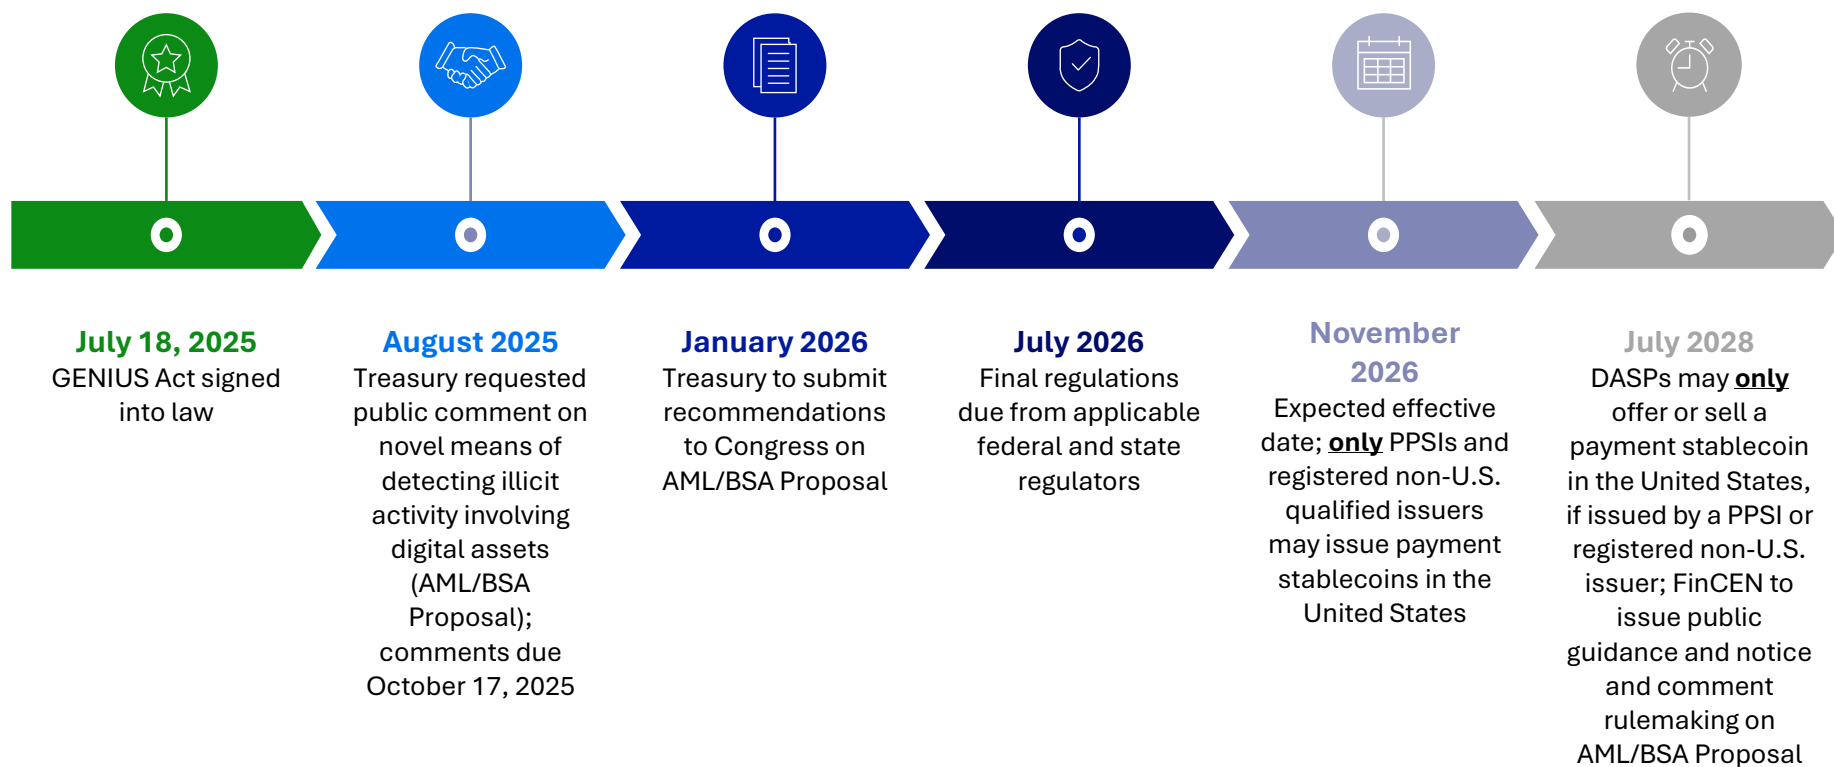 July 18, 2025
GENIUS Act signed
into law
August 2025
Treasury requested
public comment on
novel means of
detecting illicit
activity involving
digital assets
(AML/BSA
Proposal);
comments due
October 17, 2025
January 2026
Treasury to submit
recommendations
to Congress on
AML/BSA Proposal
July 2026
Final regulations
due from applicable
federal and state
regulators
November
2026
Expected effective
date; only PPSIs and
registered non-U.S.
qualified issuers
may issue payment
stablecoins in the
United States
July 2028
DASPs may only
offer or sell a
payment stablecoin
in the United States,
if issued by a PPSI or
registered non-U.S.
issuer; FinCEN to
issue public
guidance and notice
and comment
rulemaking on
AML/BSA Proposal